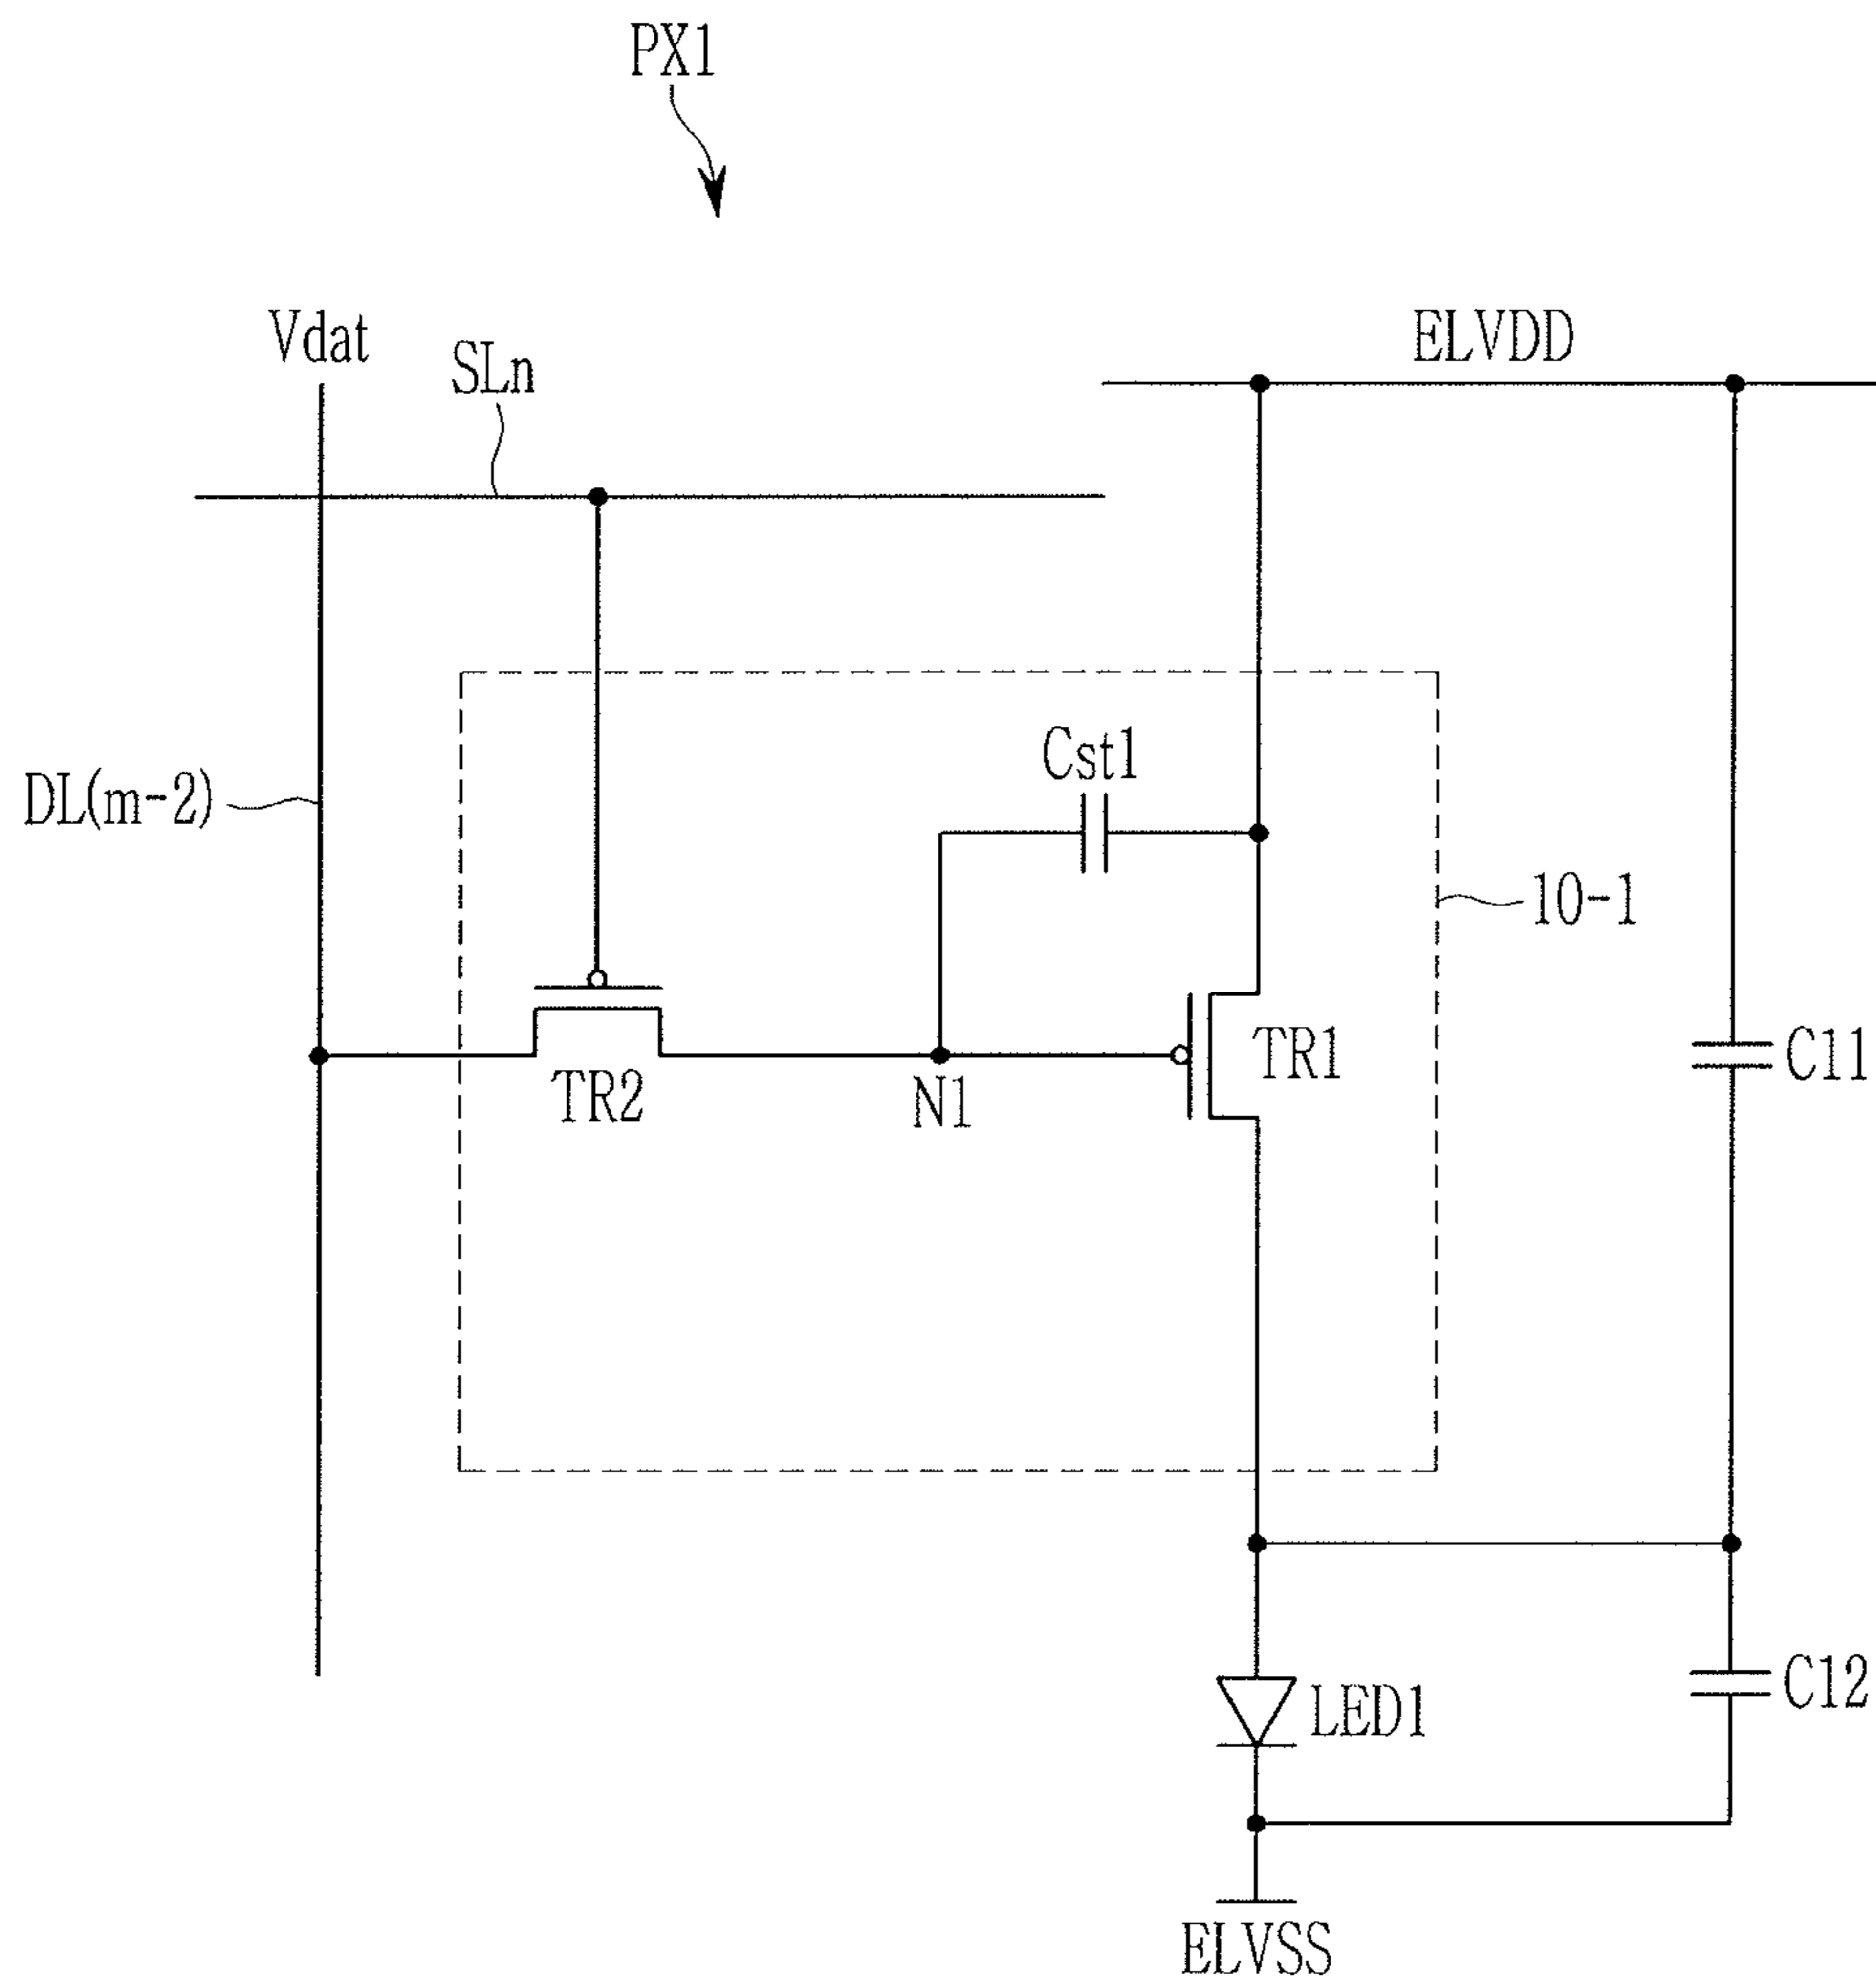 PX1
Vdat
SLn
ELVDD
Cst1
DL(m-2)
10-1
TR2
N1
TR1
C11
LED1
C12
ELVSS